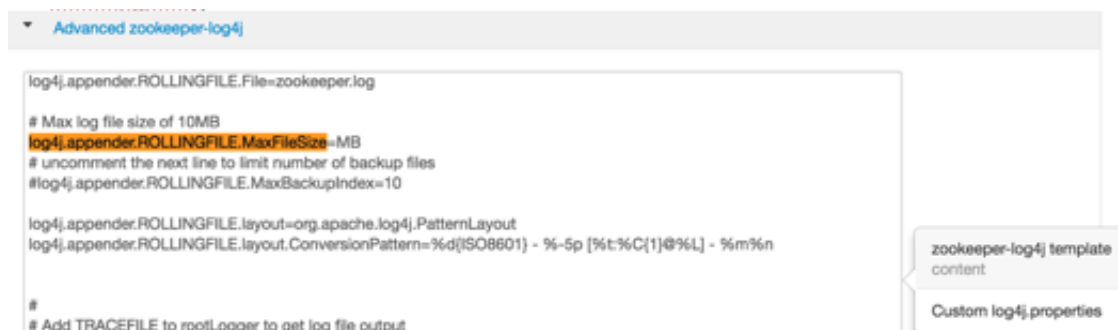 Advanced zookeeper-log4j
log4j.appender.ROLLINGFILE.File=zookeeper.log
# Max log file size of 10MB
log4j.appender.ROLLINGFILE.MaxFileSize=MB
# uncomment the next line to limit number of backup files
#log4j.appender.ROLLINGFILE.MaxBackupIndex=10
log4j.appender.ROLLINGFILE.layout=org.apache.log4j.PatternLayout
log4j.appender.ROLLINGFILE.layout.ConversionPattern=%d{ISO8601} - %-5p [%t:%C{1}@%L] - %m%n
zookeeper-log4j template
content
#
Custom log4j.properties
# Add TRACEFILE to rootLogger to get log file output